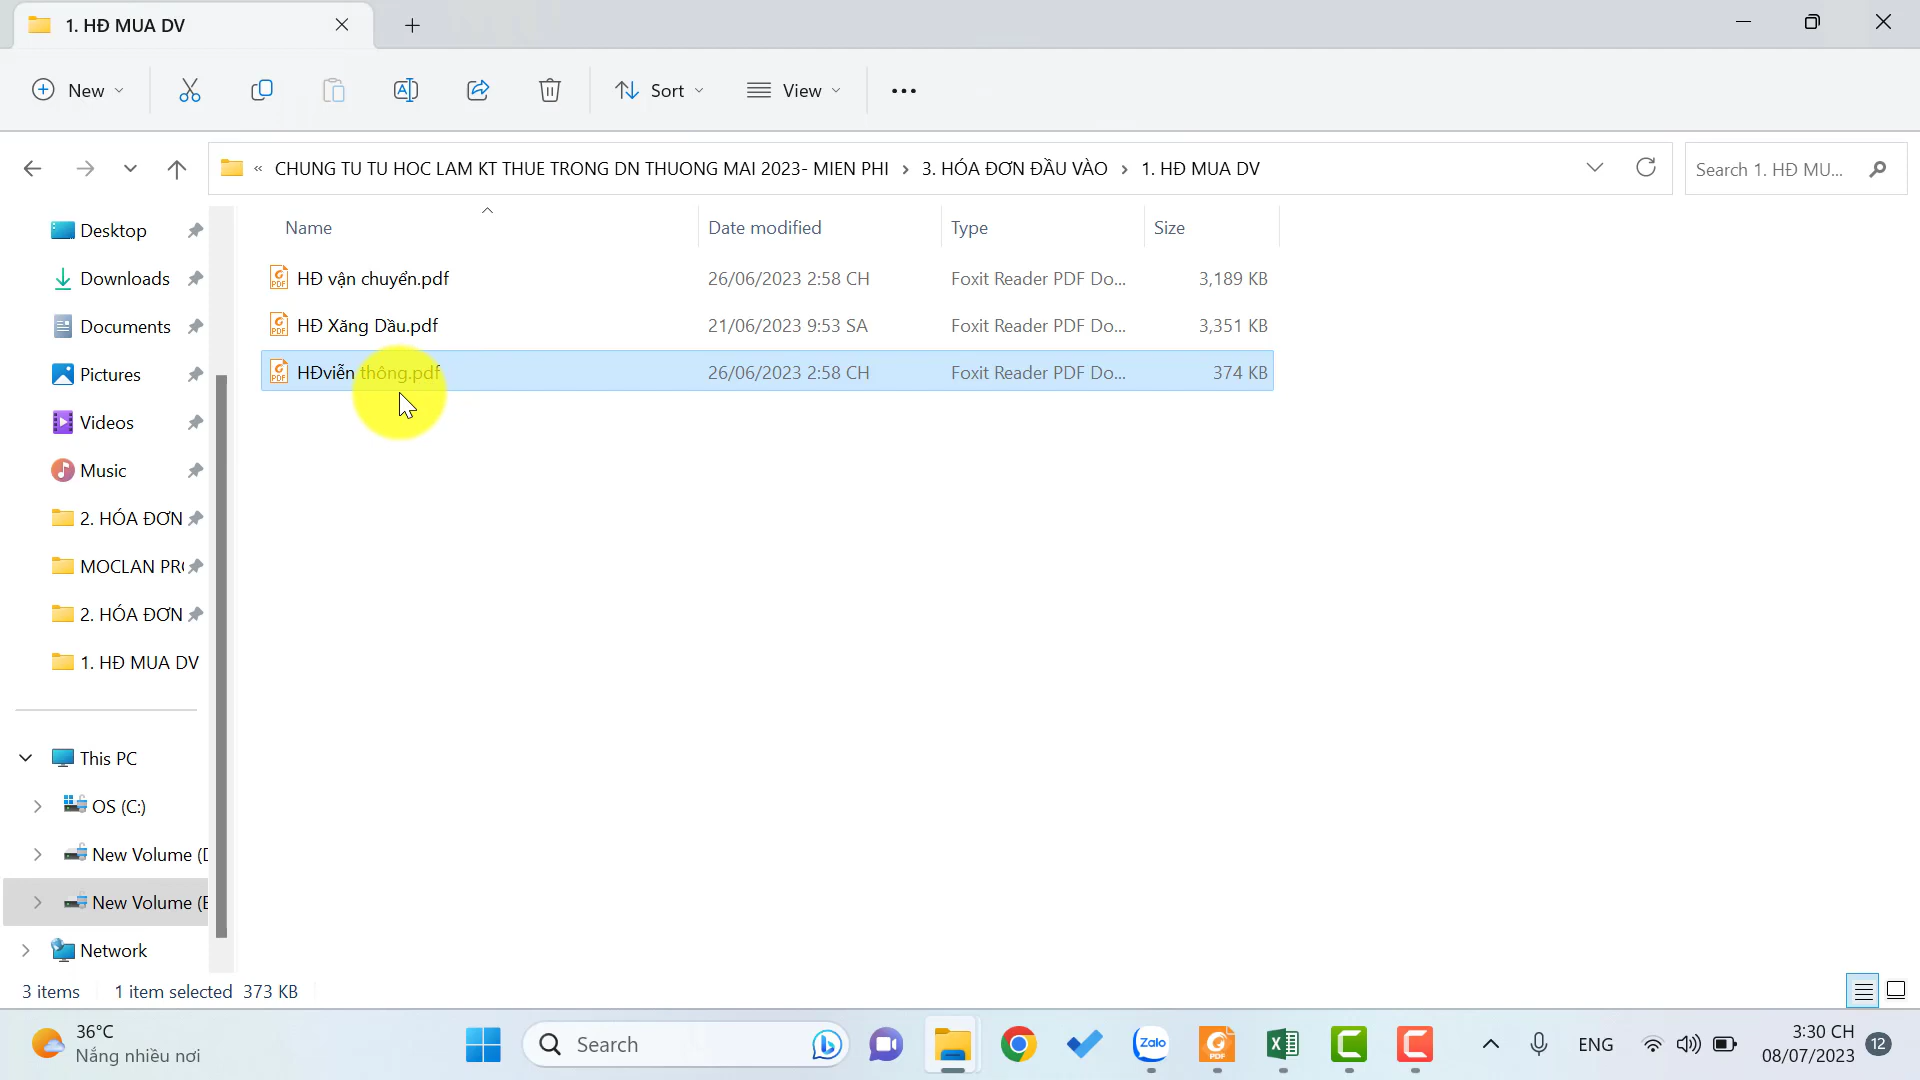 1. HĐ MUA DV
New
Sort
View
« CHUNG TU TU HOC LAM KT THUE TRONG DN THUONG MAI 2023- MIEN PHI › 3. HÓA ĐƠN ĐẦU VÀO › 1. HĐ MUA DV
Search 1. HĐ MU...
Name Date modified Type Size
HĐ vận chuyển.pdf 26/06/2023 2:58 CH Foxit Reader PDF Do... 3,189 KB
HĐ Xăng Dầu.pdf 21/06/2023 9:53 SA Foxit Reader PDF Do... 3,351 KB
HĐviễn thông.pdf 26/06/2023 2:58 CH Foxit Reader PDF Do... 374 KB
Desktop
Downloads
Documents
Pictures
Videos
Music
2. HÓA ĐƠN
MOCLAN PR
2. HÓA ĐƠN
1. HĐ MUA DV
This PC
OS (C:)
New Volume (D
New Volume (E
Network
3 items 1 item selected 373 KB
36°C
Nắng nhiều nơi
Search
Zalo
PDF
ENG
3:30 CH
08/07/2023
12